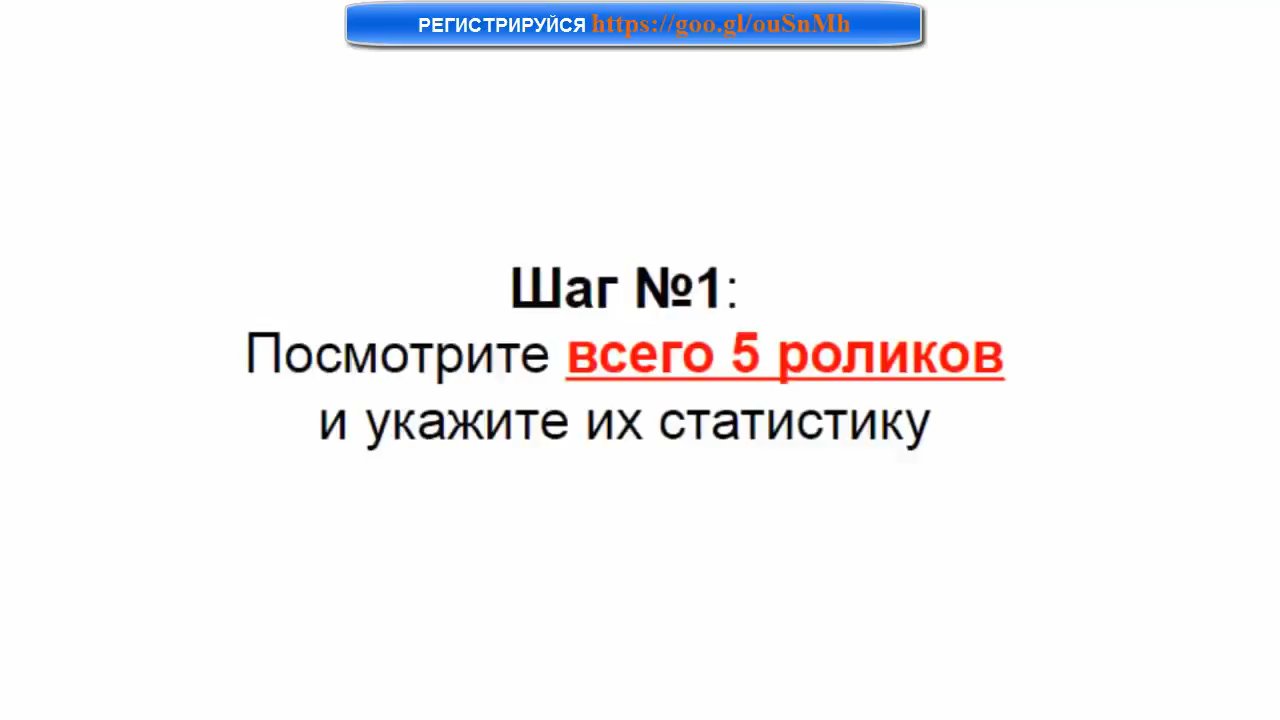 РЕГИСТРИРУЙСЯ https://goo.gl/ouSnMh
Шаг №1:
Посмотрите всего 5 роликов
и укажите их статистику